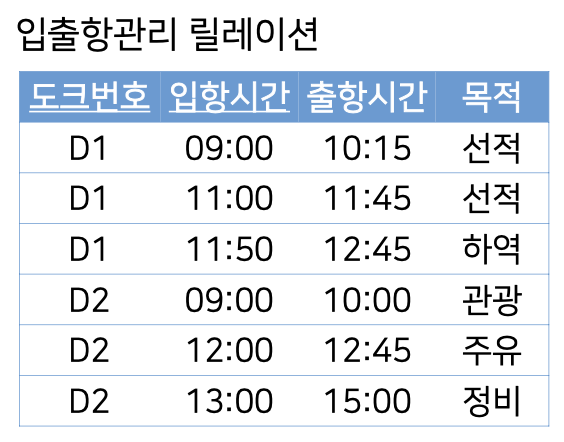 입출항관리 릴레이션
도크번호 입항시간 출항시간 목적
D1 09:00 10:15 선적
D1 11:00 11:45 선적
D1 11:50 12:45 하역
D2 09:00 10:00 관광
D2 12:00 12:45 주유
D2 13:00 15:00 정비